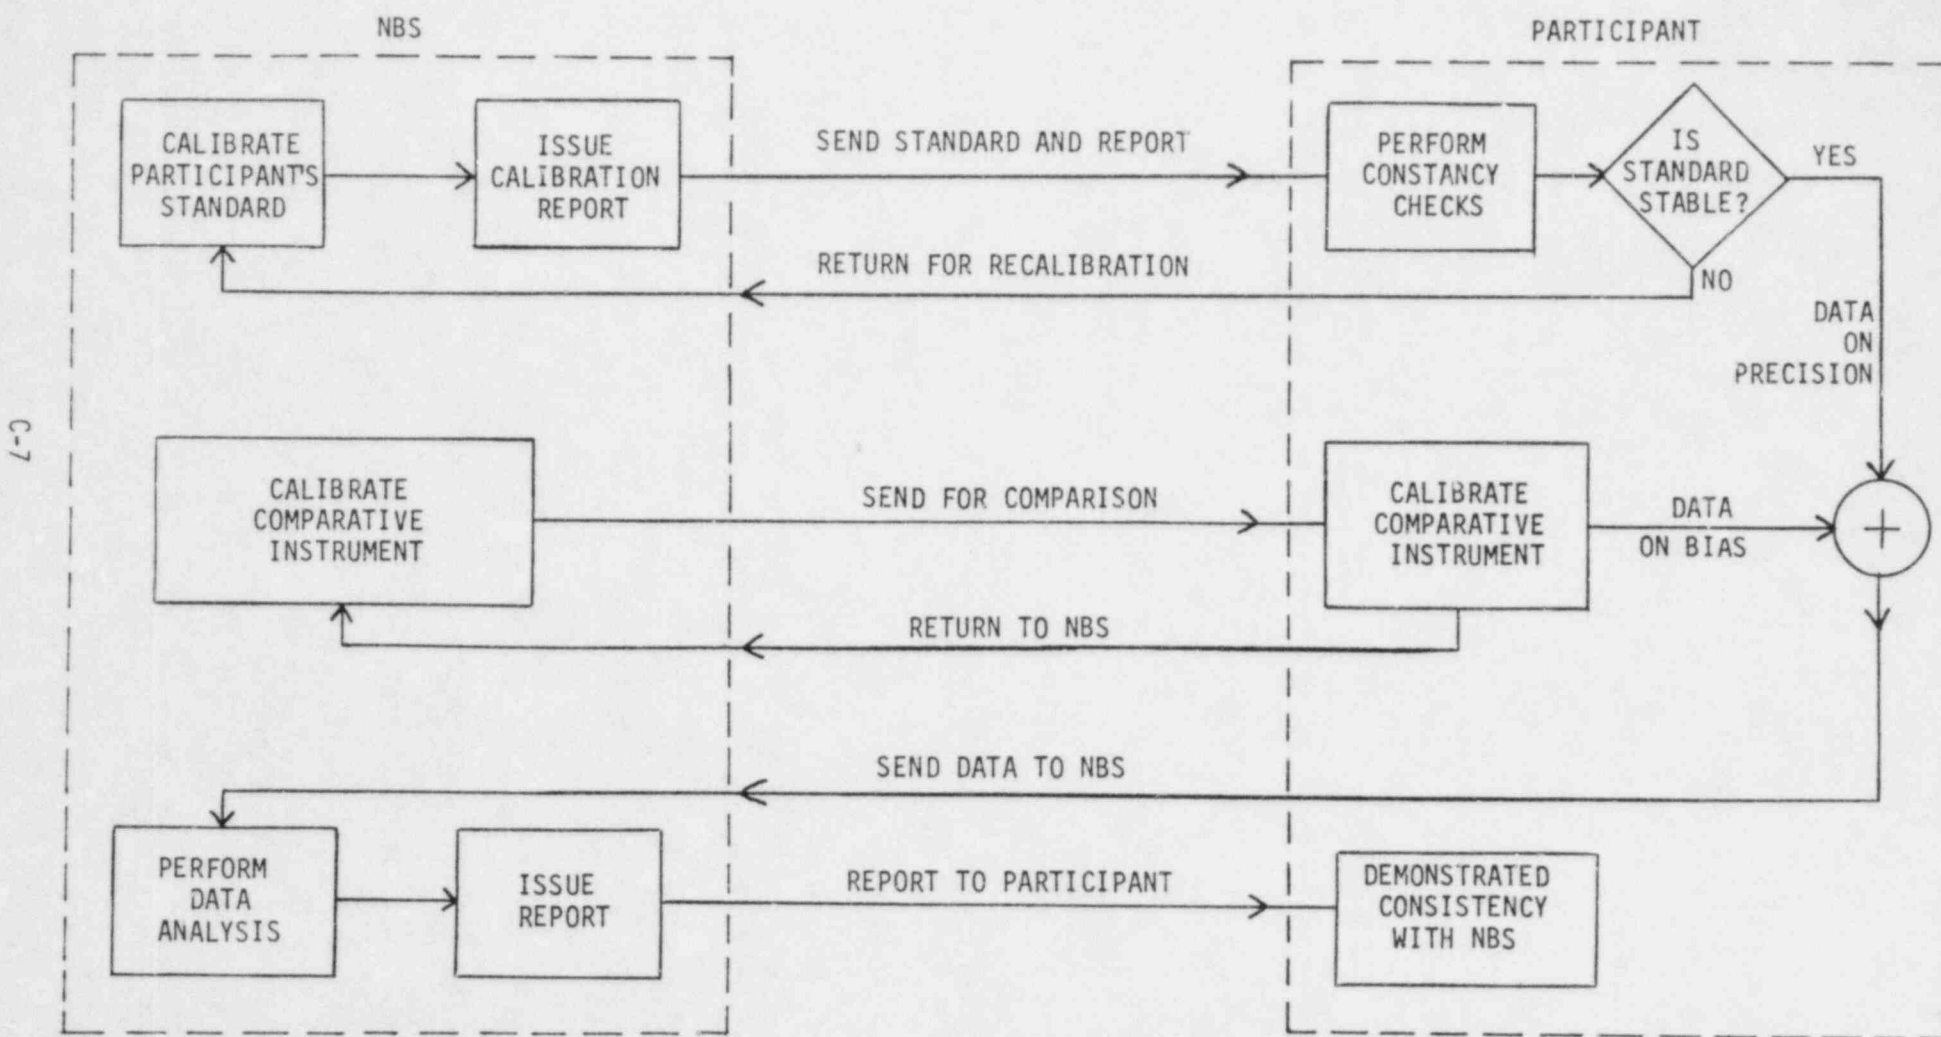 NBS
PARTICIPANT
CALIBRATE
PARTICIPANT'S
STANDARD
ISSUE
CALIBRATION
REPORT
SEND STANDARD AND REPORT
PERFORM
CONSTANCY
CHECKS
IS
STANDARD
STABLE?
YES
RETURN FOR RECALIBRATION
NO
DATA
ON
PRECISION
C-7
CALIBRATE
COMPARATIVE
INSTRUMENT
SEND FOR COMPARISON
CALIBRATE
COMPARATIVE
INSTRUMENT
DATA
ON BIAS
+
RETURN TO NBS
SEND DATA TO NBS
PERFORM
DATA
ANALYSIS
ISSUE
REPORT
REPORT TO PARTICIPANT
DEMONSTRATED
CONSISTENCY
WITH NBS